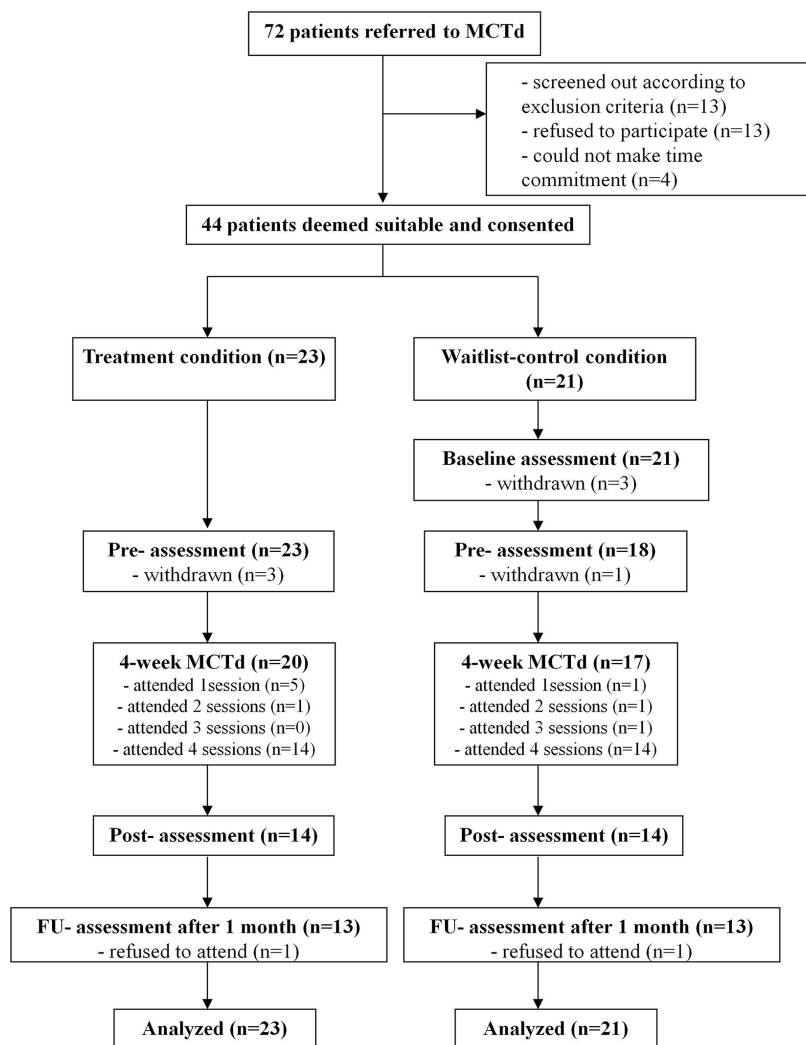 72 patients referred to MCTd
- screened out according to
exclusion criteria (n=13)
- refused to participate (n=13)
- could not make time
commitment (n=4)
44 patients deemed suitable and consented
Treatment condition (n=23)
Waitlist-control condition
(n=21)
Baseline assessment (n=21)
- withdrawn (n=3)
Pre- assessment (n=23)
- withdrawn (n=3)
Pre- assessment (n=18)
- withdrawn (n=1)
4-week MCTd (n=20)
- attended 1session (n=5)
- attended 2 sessions (n=1)
- attended 3 sessions (n=0)
- attended 4 sessions (n=14)
4-week MCTd (n=17)
- attended 1session (n=1)
- attended 2 sessions (n=1)
- attended 3 sessions (n=1)
- attended 4 sessions (n=14)
Post- assessment (n=14)
Post- assessment (n=14)
FU- assessment after 1 month (n=13)
- refused to attend (n=1)
FU- assessment after 1 month (n=13)
- refused to attend (n=1)
Analyzed (n=23)
Analyzed (n=21)